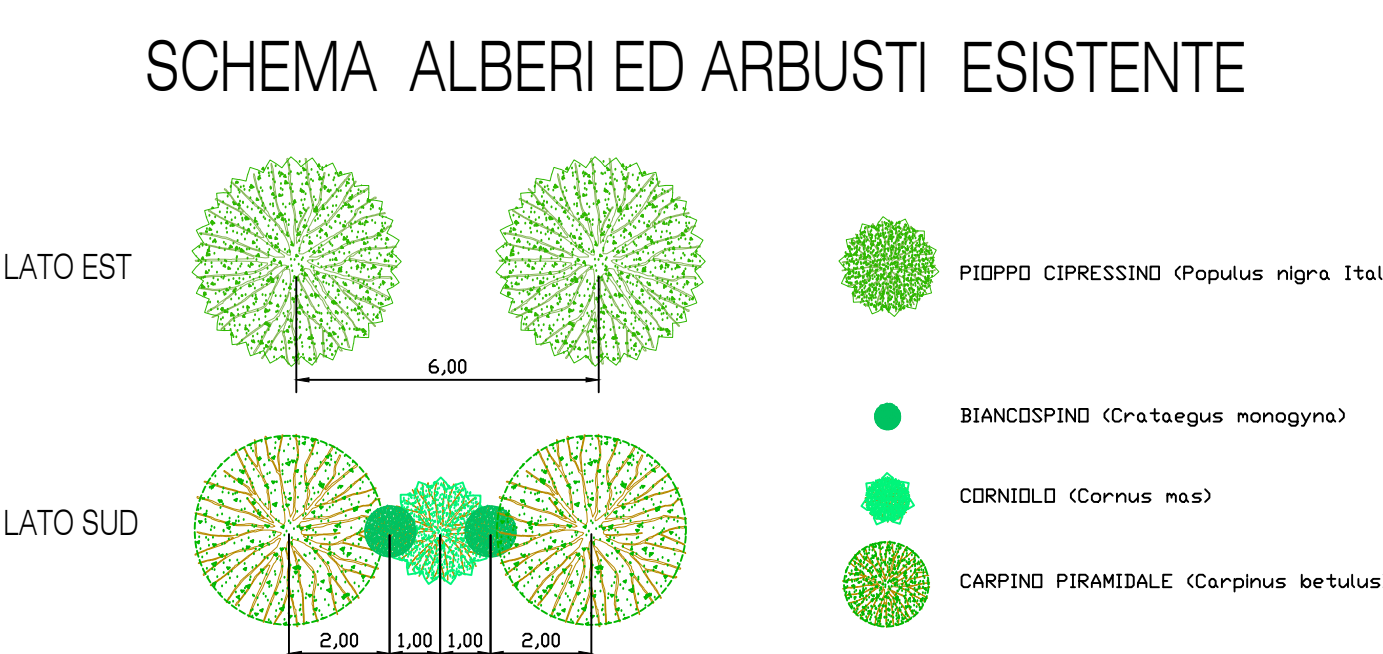 SCHEMA ALBERI ED ARBUSTI ESISTENTE
LATO EST
6,00
PIOPPO CIPRESSINO (Populus nigra Ital
BIANCOSPINO (Crataegus monogyna)
CORNIOLO (Cornus mas)
LATO SUD
CARPINO PIRAMIDALE (Carpinus betulus
2,00 1,00 1,00 2,00